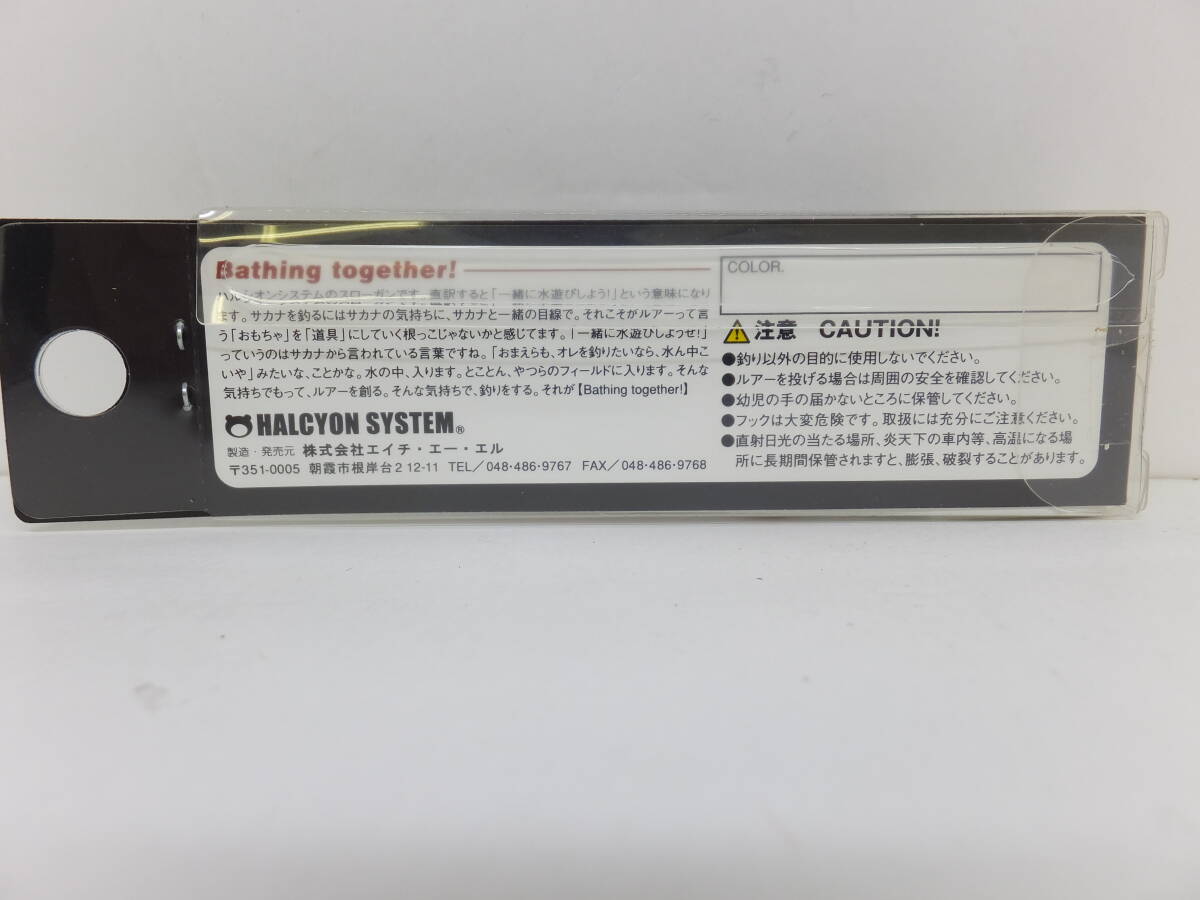 Bathing together!
ハルシオンシステムのスローガンです。直訳すると「一緒に水遊びしよう!」という意味になり
ます。サカナを釣るにはサカナの気持ちに、サカナと一緒の目線で。それこそがルアーって言
う「おもちゃ」を「道具」にしていく根っこじゃないかと感じてます。「一緒に水遊びしようぜ!」
っていうのはサカナから言われている言葉ですね。「おまえらも、オレを釣りたいなら、水ん中こ
いや」みたいな、ことかな。水の中、入ります。とことん、やつらのフィールドに入ります。そんな
気持ちでもって、ルアーを創る。そんな気持ちで、釣りをする。それが【Bathing together!】
HALCYON SYSTEM®
製造・発売元 株式会社エイチ・エー・エル
〒351-0005 朝霞市根岸台2 12-11 TEL/048・486・9767 FAX/048・486・9768
COLOR.
注意 CAUTION!
●釣り以外の目的に使用しないでください。
●ルアーを投げる場合は周囲の安全を確認してください。
●幼児の手の届かないところに保管してください。
●フックは大変危険です。取扱には充分にご注意ください。
●直射日光の当たる場所、炎天下の車内等、高温になる場
所に長期間保管されますと、膨張、破裂することがあります。